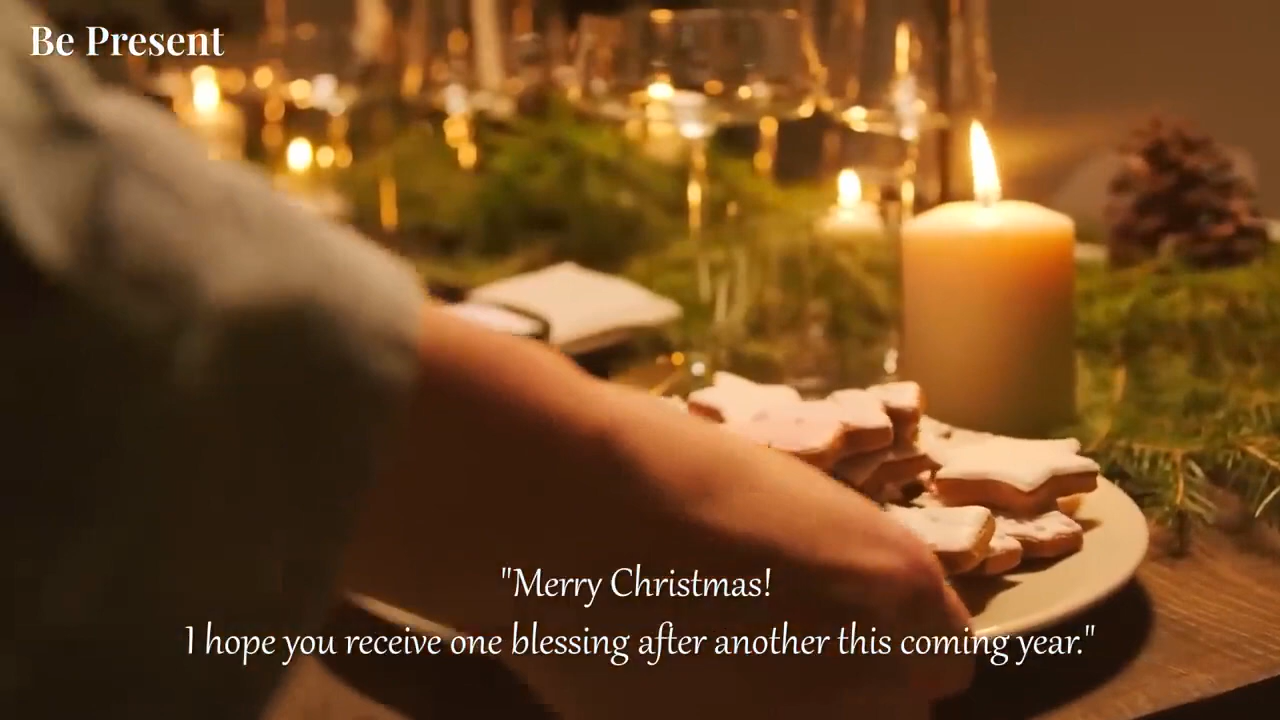 Be Present
"Merry Christmas!
I hope you receive one blessing after another this coming year."